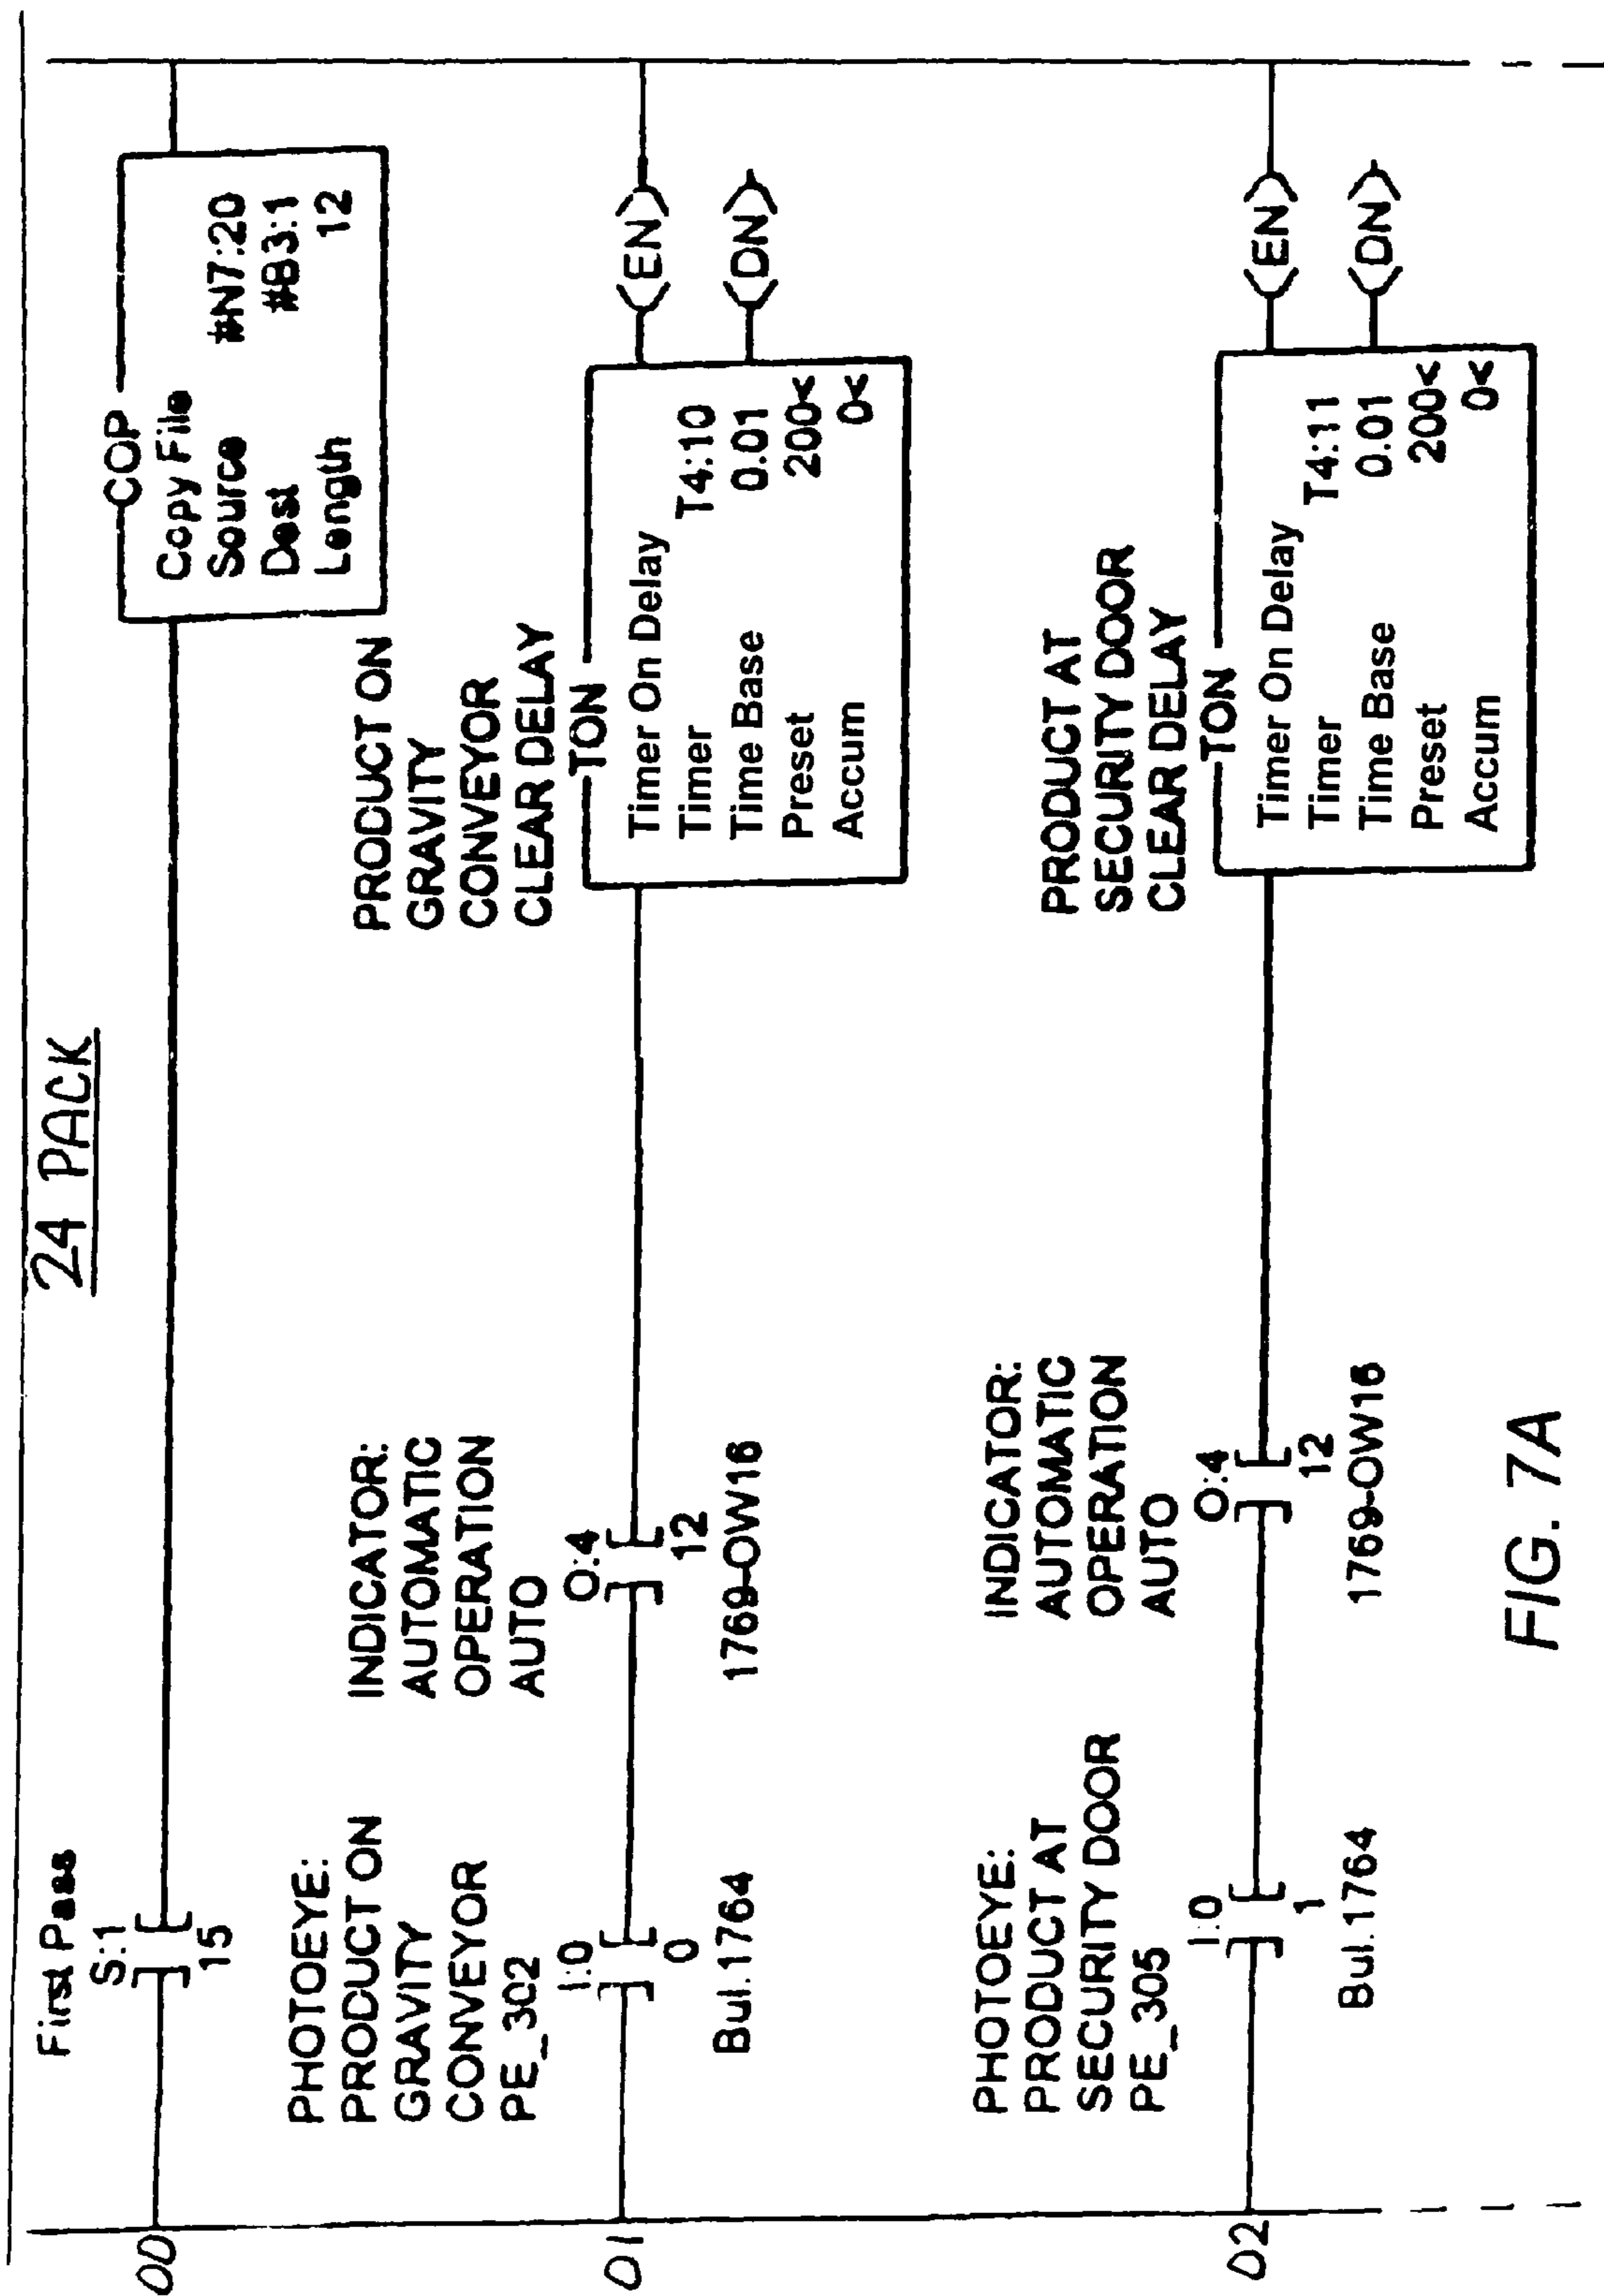 24 PACK
First Pass
S:1
15
00
COP
Copy File
Source #N7:20
Dest #B3:1
Length 12
PHOTOEYE:
PRODUCT ON
GRAVITY
CONVEYOR
PE_302
I:0
0
Bul.1764
01
INDICATOR:
AUTOMATIC
OPERATION
AUTO
O:4
12
1769-OW16
PRODUCT ON
GRAVITY
CONVEYOR
CLEAR DELAY
TON
Timer On Delay
Timer T4:10
Time Base 0.01
Preset 200<
Accum 0<
<EN>
<DN>
PHOTOEYE:
PRODUCT AT
SECURITY DOOR
PE_305
I:0
1
Bul.1764
02
INDICATOR:
AUTOMATIC
OPERATION
AUTO
O:4
12
1769-OW16
PRODUCT AT
SECURITY DOOR
CLEAR DELAY
TON
Timer On Delay
Timer T4:11
Time Base 0.01
Preset 200<
Accum 0<
<EN>
<DN>
FIG. 7A